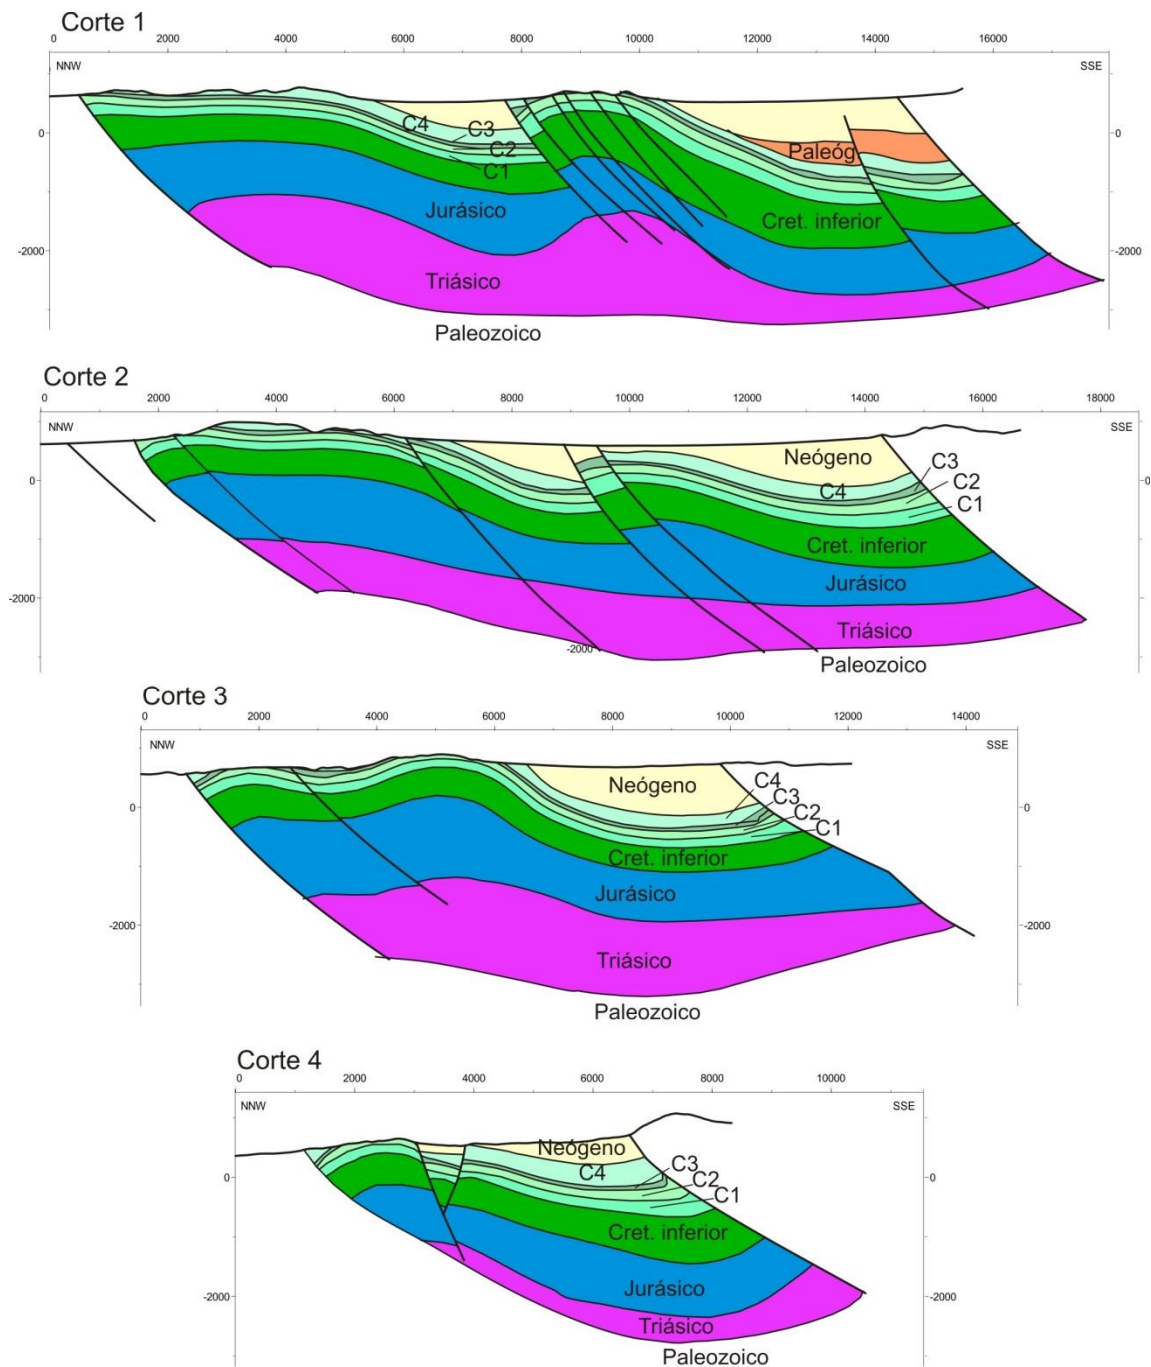 Corte 1
0 2000 4000 6000 8000 10000 12000 14000 16000
NNW SSE
0 C4 C3 0
C2 Paleóg.
C1
Jurásico Cret. inferior
-2000 -2000
Triásico
Paleozoico
Corte 2
0 2000 4000 6000 8000 10000 12000 14000 16000 18000
NNW SSE
Neógeno C3
0 C4 C2 0
C1
Cret. inferior
Jurásico
-2000 -2000
Triásico
-2000
Paleozoico
Corte 3
0 2000 4000 6000 8000 10000 12000 14000
NNW SSE
Neógeno C4
0 C3 0
C2
C1
Cret. inferior
Jurásico
-2000 -2000
Triásico
Paleozoico
Corte 4
0 2000 4000 6000 8000 10000
NNW SSE
Neógeno
0 C4 C3 0
C2
C1
Cret. inferior
Jurásico
-2000 -2000
Triásico
Paleozoico